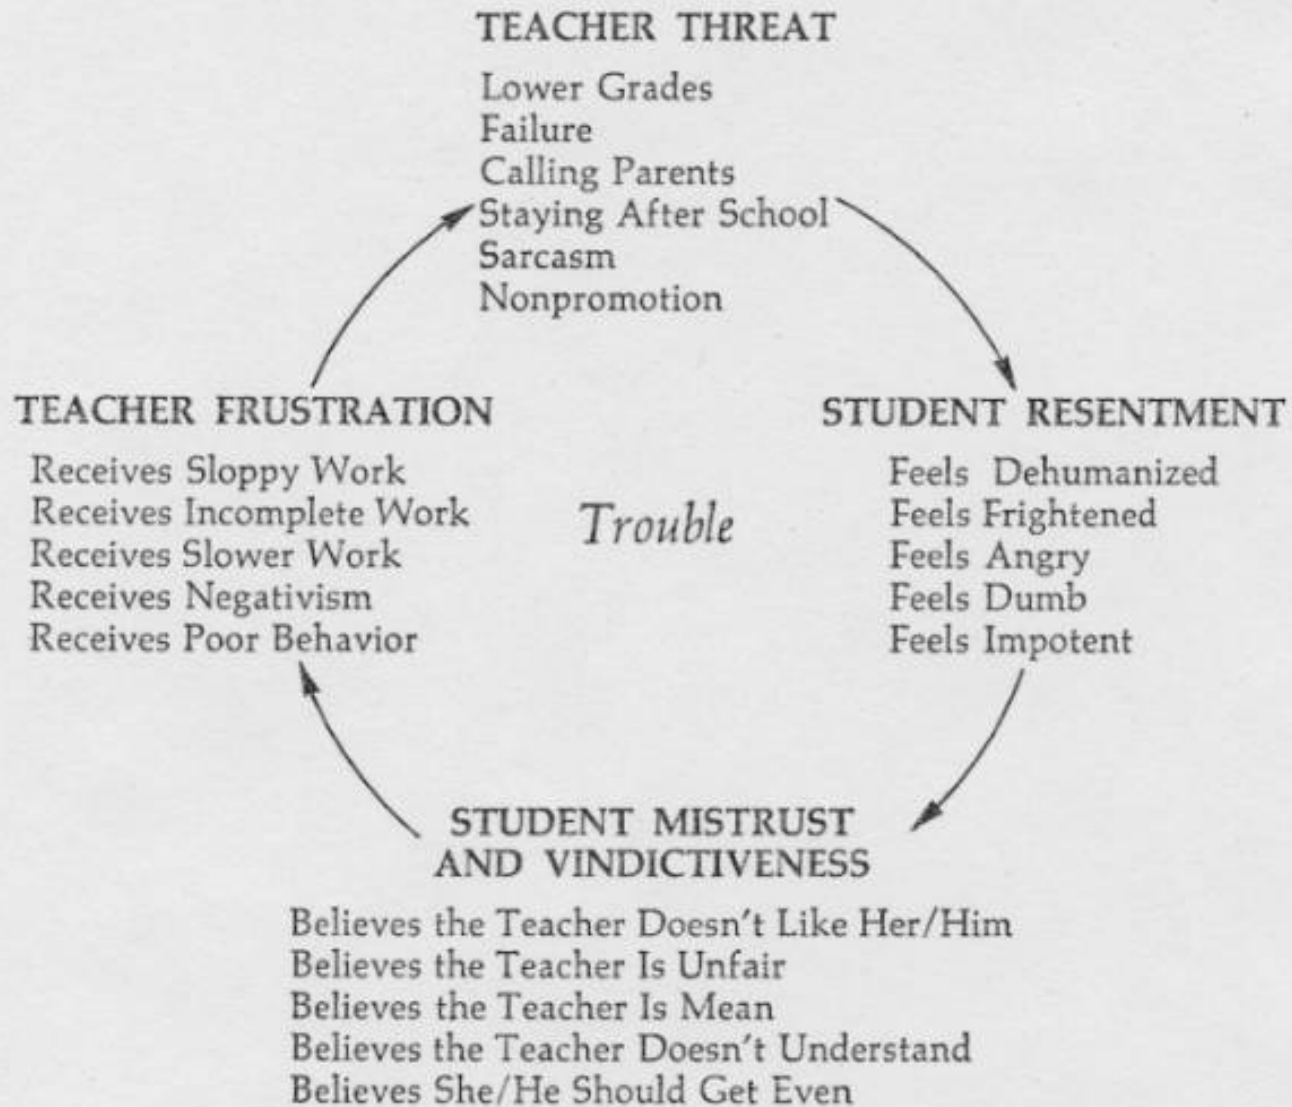 TEACHER THREAT
Lower Grades
Failure
Calling Parents
Staying After School
Sarcasm
Nonpromotion
TEACHER FRUSTRATION
Receives Sloppy Work
Receives Incomplete Work
Receives Slower Work
Receives Negativism
Receives Poor Behavior
Trouble
STUDENT RESENTMENT
Feels Dehumanized
Feels Frightened
Feels Angry
Feels Dumb
Feels Impotent
STUDENT MISTRUST
AND VINDICTIVENESS
Believes the Teacher Doesn't Like Her/Him
Believes the Teacher Is Unfair
Believes the Teacher Is Mean
Believes the Teacher Doesn't Understand
Believes She/He Should Get Even